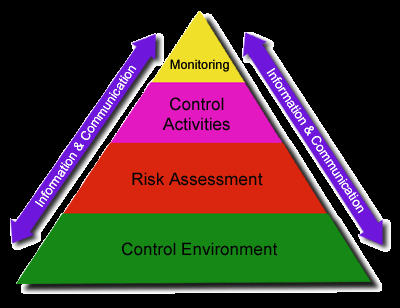 Monitoring
Information & Communication
Information & Communication
Control
Activities
Risk Assessment
Control Environment